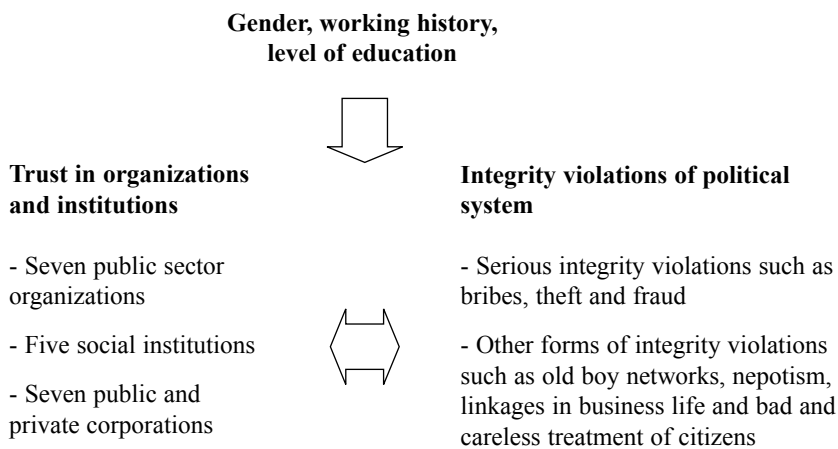 Gender, working history,
level of education
Trust in organizations
and institutions
- Seven public sector
organizations
- Five social institutions
- Seven public and
private corporations
Integrity violations of political
system
- Serious integrity violations such as
bribes, theft and fraud
- Other forms of integrity violations
such as old boy networks, nepotism,
linkages in business life and bad and
careless treatment of citizens